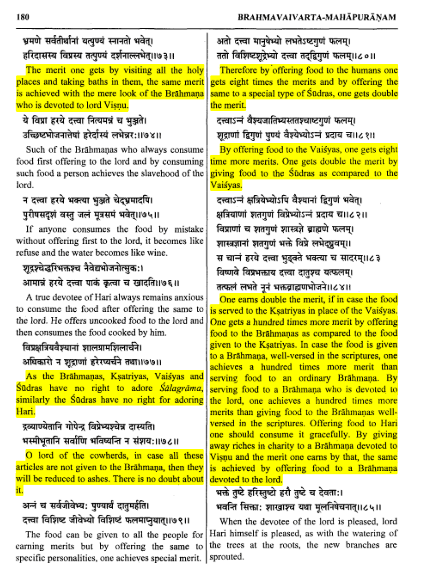 180
BRAHMAVAIVARTA-MAHĀPURĀṆAM
भ्रमणे सर्वतीर्थानां यत्पुण्यं स्नानतो भवेत्।
हरिदासस्य विप्रस्य तत्पुण्यं दर्शनाल्लभेत्॥७३॥
The merit one gets by visiting all the holy
places and taking baths in them, the same merit
is achieved with the mere look of the Brāhmaṇa
who is devoted to lord Viṣṇu.
ये विप्रा हरये दत्त्वा नित्यमन्नं च भुञ्जते।
उच्छिष्टभोजनात्तेषां हरेर्दास्यं लभेन्नरः॥७४॥
Such of the Brāhmaṇas who always consume
food first offering to the lord and by consuming
such food a person achieves the slavehood of the
lord.
न दत्त्वा हरये भक्त्या भुञ्जते चेद्भ्रमादपि।
पुरीषसदृशं वस्तु जलं मूत्रसमं भवेत्॥७५॥
If anyone consumes the food by mistake
without offering first to the lord, it becomes like
refuse and the water becomes like wine.
शूद्रश्चेद्धरिभक्तश्च नैवेद्यभोजनोत्सुकः।
आमान्नं हरये दत्त्वा पाकं कृत्वा च खादति॥७६॥
A true devotee of Hari always remains anxious
to consume the food after offering the same to
the lord. He offers uncooked food to the lord and
then consumes the food cooked by him.
विप्रक्षत्रियवैश्यानां शालग्रामशिलार्चने।
अधिकारो न शूद्राणां हरेरप्यर्चने तथा॥७७॥
As the Brāhmaṇas, Kṣatriyas, Vaiśyas and
Śūdras have no right to adore Śālagrāma,
similarly the Śūdras have no right for adoring
Hari.
द्रव्याण्येतानि गोपेन्द्र विप्रेभ्यश्चेन्न दास्यति।
भस्मीभूतानि सर्वाणि भविष्यन्ति न संशयः॥७८॥
O lord of the cowherds, in case all these
articles are not given to the Brāhmaṇa, then they
will be reduced to ashes. There is no doubt about
it.
अन्नं च सर्वजीवेभ्यः पुण्यार्थं दातुमर्हति।
दत्त्वा विशिष्ट जीवेभ्यो विशिष्टं फलमाप्नुयात्॥७९॥
The food can be given to all the people for
earning merits but by offering the same to
specific personalities, one achieves special merit.
अतो दत्त्वा मानुषेभ्यो लभतेऽष्टगुणं फलम्।
ततो विशिष्टशूद्रेभ्यो दत्त्वा तद्द्विगुणं फलम्॥८०॥
Therefore by offering food to the humans one
gets eight times the merits and by offering the
same to a special type of Śūdras, one gets double
the merit.
दत्त्वाऽन्नं वैश्यजातिभ्यस्ततश्चाष्टगुणं फलम्।
शूद्राणां द्विगुणं पुण्यं वैश्येभ्योऽन्नं प्रदाय च॥८१॥
By offering food to the Vaiśyas, one gets eight
time more merits. One gets double the merit by
giving food to the Śūdras as compared to the
Vaiśyas.
दत्त्वाऽन्नं क्षत्रियेभ्योऽपि वैश्यानां द्विगुणं भवेत्।
क्षत्रियाणां शतगुणं विप्रेभ्योऽन्नं प्रदाय च॥८२॥
विप्राणां च शतगुणं शास्त्रज्ञे ब्राह्मणे फलम्।
शास्त्रज्ञानां शतगुणं भक्ते विप्रे लभेद्ध्रुवम्॥
स चान्नं हरये दत्त्वा भुङ्क्ते भक्त्या च सादरम्॥८३॥
विष्णवे विप्रभक्ताय दत्त्वा दातुश्च यत्फलम्।
तत्फलं लभते नूनं भक्तब्राह्मणभोजने॥८४॥
One earns double merit, if in case the food
is served to the Kṣatriyas in place of the Vaiśyas.
One gets a hundred times more merit by offering
food to the Brāhmaṇas as compared to the food
given to the Kṣatriyas. In case the food is given
to a Brāhmaṇa, well-versed in the scriptures, one
achieves a hundred times more merit than
serving food to an ordinary Brāhmaṇa. By
serving food to a Brāhmaṇa who is devoted to
the lord, one achieves a hundred times more
merits than giving food to the Brāhmaṇas well-
versed in the scriptures. Offering food to Hari
one should consume it gracefully. By giving
away riches in charity to a Brāhmaṇa devoted to
Viṣṇu and the merit one earns by that, the same
is achieved by offering food to a Brāhmaṇa
devoted to the lord.
भक्ते तुष्टे हरिस्तुष्टो हरौ तुष्टे च देवताः।
भवन्ति सिक्ताः शाखाश्च यथा मूलनिषेचनात्॥८५॥
When the devotee of the lord is pleased, lord
Hari himself is pleased, as with the watering of
the trees at the roots, the new branches are
sprouted.